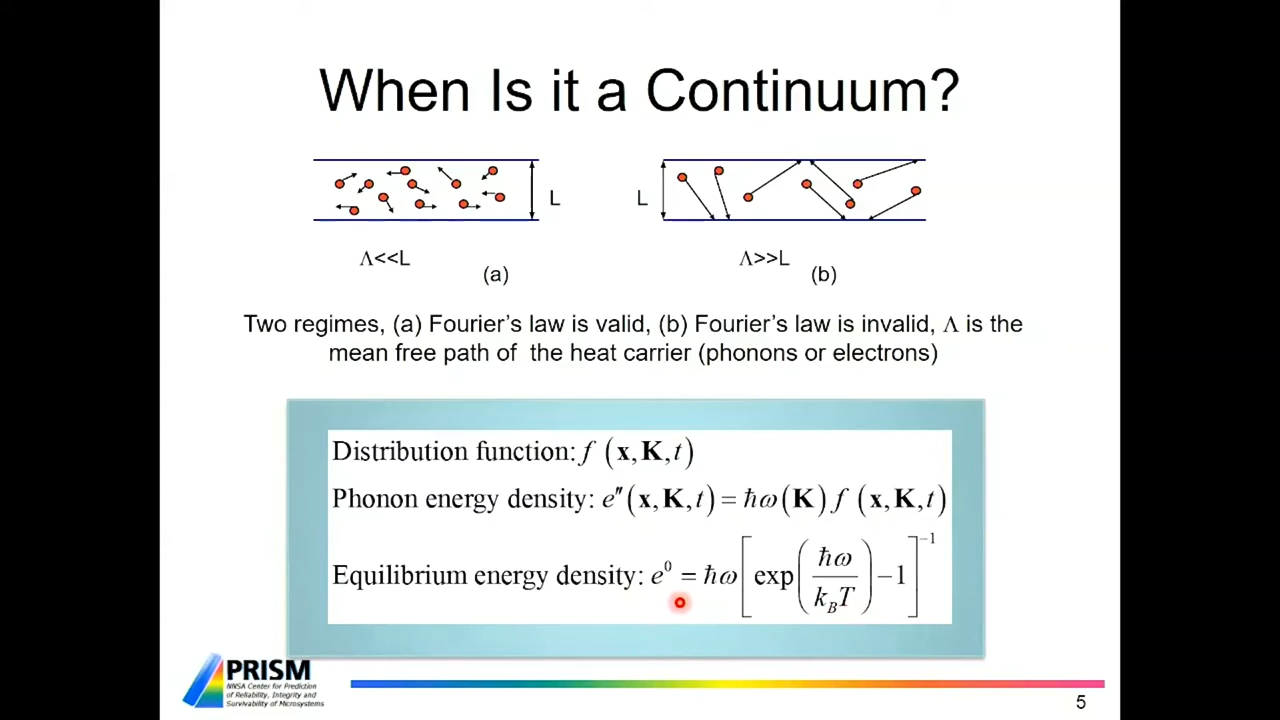 When Is it a Continuum?
L
L
Λ<<L
(a)
Λ>>L
(b)
Two regimes, (a) Fourier's law is valid, (b) Fourier's law is invalid, Λ is the
mean free path of the heat carrier (phonons or electrons)
Distribution function: f (x, K, t)
Phonon energy density: e″(x, K, t) = ħω(K) f (x, K, t)
Equilibrium energy density: e⁰ = ħω[exp(ħω/k_BT)−1]⁻¹
PRISM
NNSA Center for Prediction
of Reliability, Integrity and
Survivability of Microsystems
5